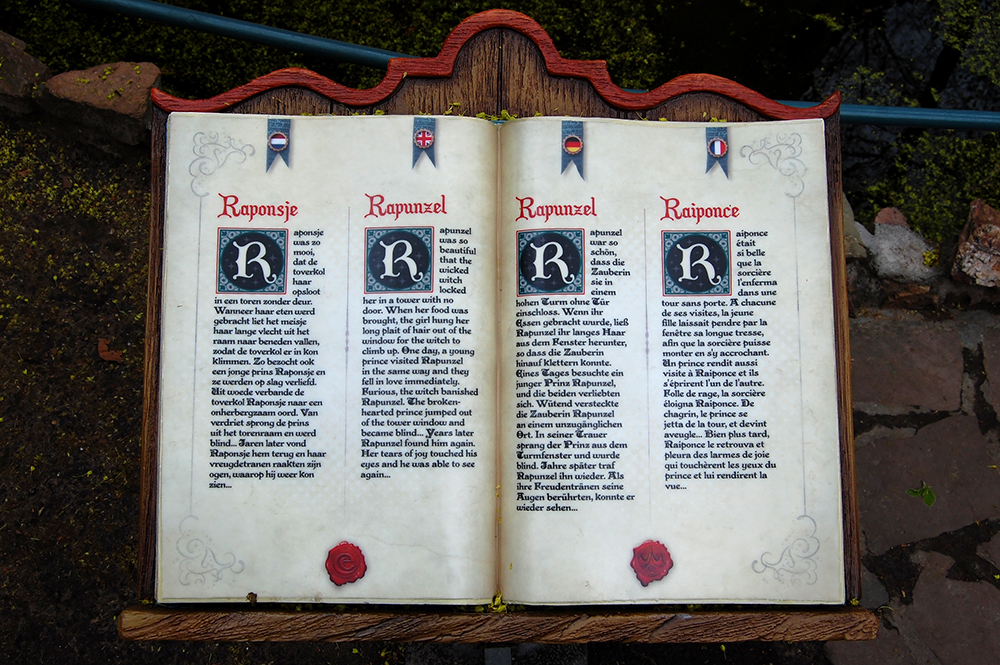 Raponsje
R
aponsje
was zo
mooi,
dat de
toverkol
haar
opsloot
in een toren zonder deur.
Wanneer haar eten werd
gebracht liet het meisje
haar lange vlecht uit het
raam naar beneden vallen,
zodat de toverkol er in kon
klimmen. Zo bezocht ook
een jonge prins Raponsje en
ze werden op slag verliefd.
Uit woede verbande de
toverkol Raponsje naar een
onherbergzaam oord. Van
verdriet sprong de prins
uit het torenraam en werd
blind... Jaren later vond
Raponsje hem terug en haar
vreugdetranen raakten zijn
ogen, waarop hij weer kon
zien...
Rapunzel
R
apunzel
was so
beautiful
that the
wicked
witch
locked
her in a tower with no
door. When her food was
brought, the girl hung her
long plait of hair out of the
window for the witch to
climb up. One day, a young
prince visited Rapunzel
in the same way and they
fell in love immediately.
Furious, the witch banished
Rapunzel. The broken-
hearted prince jumped out
of the tower window and
became blind... Years later
Rapunzel found him again.
Her tears of joy touched his
eyes and he was able to see
again...
Rapunzel
R
apunzel
war so
schön,
dass die
Zauberin
sie in
einem
hohen Turm ohne Tür
einschloss. Wenn ihr
Essen gebracht wurde, ließ
Rapunzel ihr langes Haar
aus dem Fenster herunter,
so dass die Zauberin
hinauf klettern konnte.
Eines Tages besuchte ein
junger Prinz Rapunzel,
und die beiden verliebten
sich. Wütend versteckte
die Zauberin Rapunzel
an einem unzugänglichen
Ort. In seiner Trauer
sprang der Prinz aus dem
Turmfenster und wurde
blind. Jahre später traf
Rapunzel ihn wieder. Als
ihre Freudentränen seine
Augen berührten, konnte er
wieder sehen...
Raiponce
R
aiponce
était
si belle
que la
sorcière
l'enferma
dans une
tour sans porte. A chacune
de ses visites, la jeune
fille laissait pendre par la
fenêtre sa longue tresse,
afin que la sorcière puisse
monter en s'y accrochant.
Un prince rendit aussi
visite à Raiponce et ils
s'éprirent l'un de l'autre.
Folle de rage, la sorcière
éloigna Raiponce. De
chagrin, le prince se
jetta de la tour, et devint
aveugle... Bien plus tard,
Raiponce le retrouva et
pleura des larmes de joie
qui touchèrent les yeux du
prince et lui rendirent la
vue...